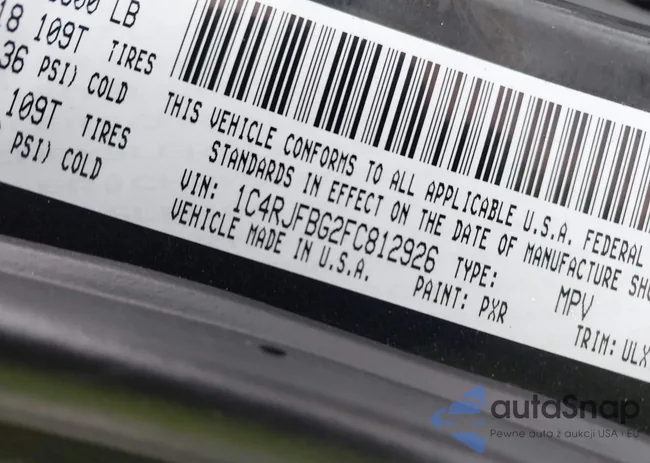 LB
109T TIRES
36 PSI) COLD
109T TIRES
PSI) COLD
THIS VEHICLE CONFORMS TO ALL APPLICABLE U.S.A. FEDERAL
STANDARDS IN EFFECT ON THE DATE OF MANUFACTURE
VIN: 1C4RJFBG2FC812926 TYPE: MPV
VEHICLE MADE IN U.S.A. PAINT: PXR TRIM: ULX
autoSnap
Pewne auta z aukcji USA i EU